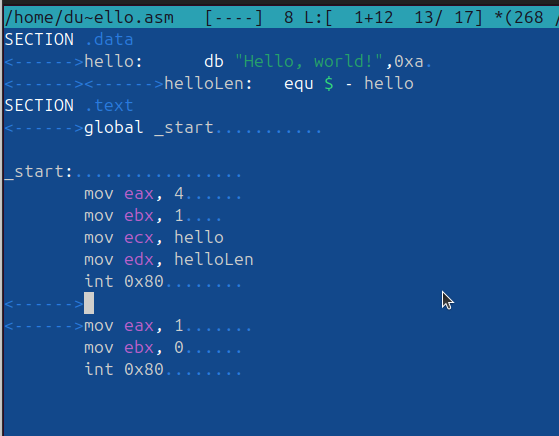 /home/du~ello.asm   [----]  8 L:[  1+12  13/ 17] *(268 /
SECTION .data
<------>hello:      db "Hello, world!",0xa.
<------><------>helloLen:   equ $ - hello
SECTION .text
<------>global _start...........
_start:.................
        mov eax, 4......
        mov ebx, 1....
        mov ecx, hello
        mov edx, helloLen
        int 0x80........
<------>
<------>mov eax, 1.......
        mov ebx, 0......
        int 0x80........